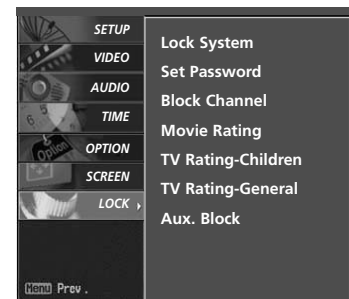 SETUP
VIDEO
AUDIO
TIME
OPTION
SCREEN
LOCK
Lock System
Set Password
Block Channel
Movie Rating
TV Rating-Children
TV Rating-General
Aux. Block
Option
Menu Prev.